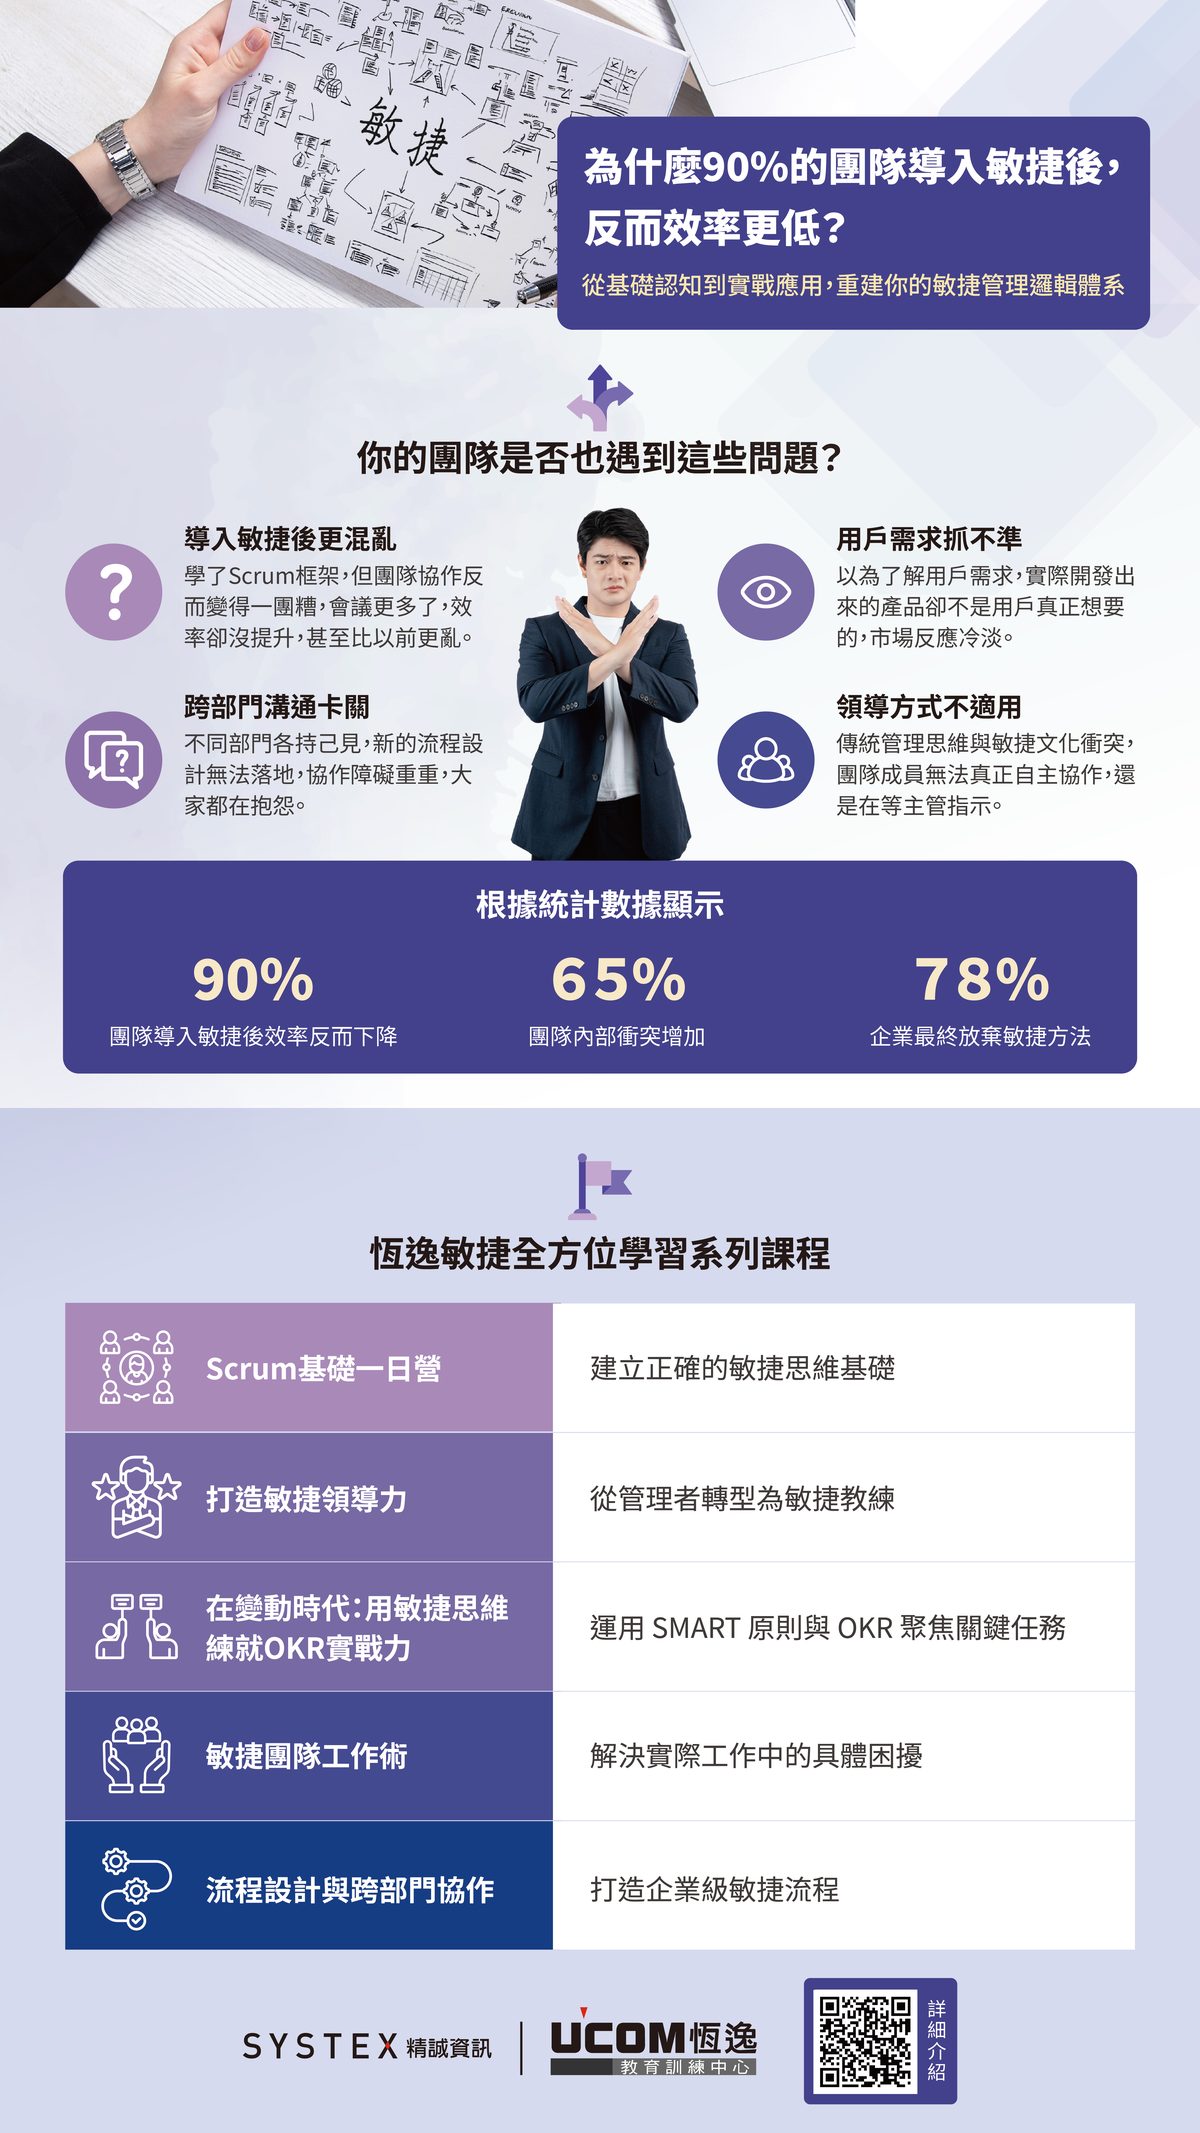 敏捷
為什麼90%的團隊導入敏捷後，
反而效率更低？
從基礎認知到實戰應用，重建你的敏捷管理邏輯體系
你的團隊是否也遇到這些問題？
導入敏捷後更混亂
學了Scrum框架，但團隊協作反
而變得一團糟，會議更多了，效
率卻沒提升，甚至比以前更亂。
用戶需求抓不準
以為了解用戶需求，實際開發出
來的產品卻不是用戶真正想要
的，市場反應冷淡。
跨部門溝通卡關
不同部門各持己見，新的流程設
計無法落地，協作障礙重重，大
家都在抱怨。
領導方式不適用
傳統管理思維與敏捷文化衝突，
團隊成員無法真正自主協作，還
是在等主管指示。
根據統計數據顯示
90%
團隊導入敏捷後效率反而下降
65%
團隊內部衝突增加
78%
企業最終放棄敏捷方法
恆逸敏捷全方位學習系列課程
Scrum基礎一日營
建立正確的敏捷思維基礎
打造敏捷領導力
從管理者轉型為敏捷教練
在變動時代：用敏捷思維
練就OKR實戰力
運用 SMART 原則與 OKR 聚焦關鍵任務
敏捷團隊工作術
解決實際工作中的具體困擾
流程設計與跨部門協作
打造企業級敏捷流程
SYSTEX 精誠資訊
UCOM恆逸
教育訓練中心
詳細介紹